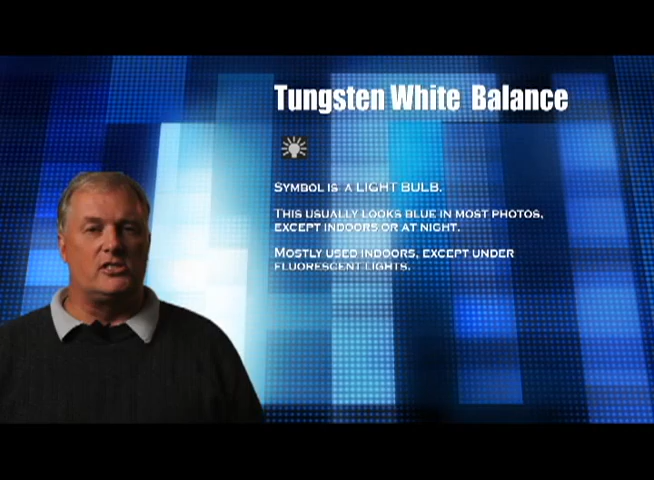 Tungsten White Balance
SYMBOL IS A LIGHT BULB.
THIS USUALLY LOOKS BLUE IN MOST PHOTOS,
EXCEPT INDOORS OR AT NIGHT.
MOSTLY USED INDOORS, EXCEPT UNDER
FLUORESCENT LIGHTS.